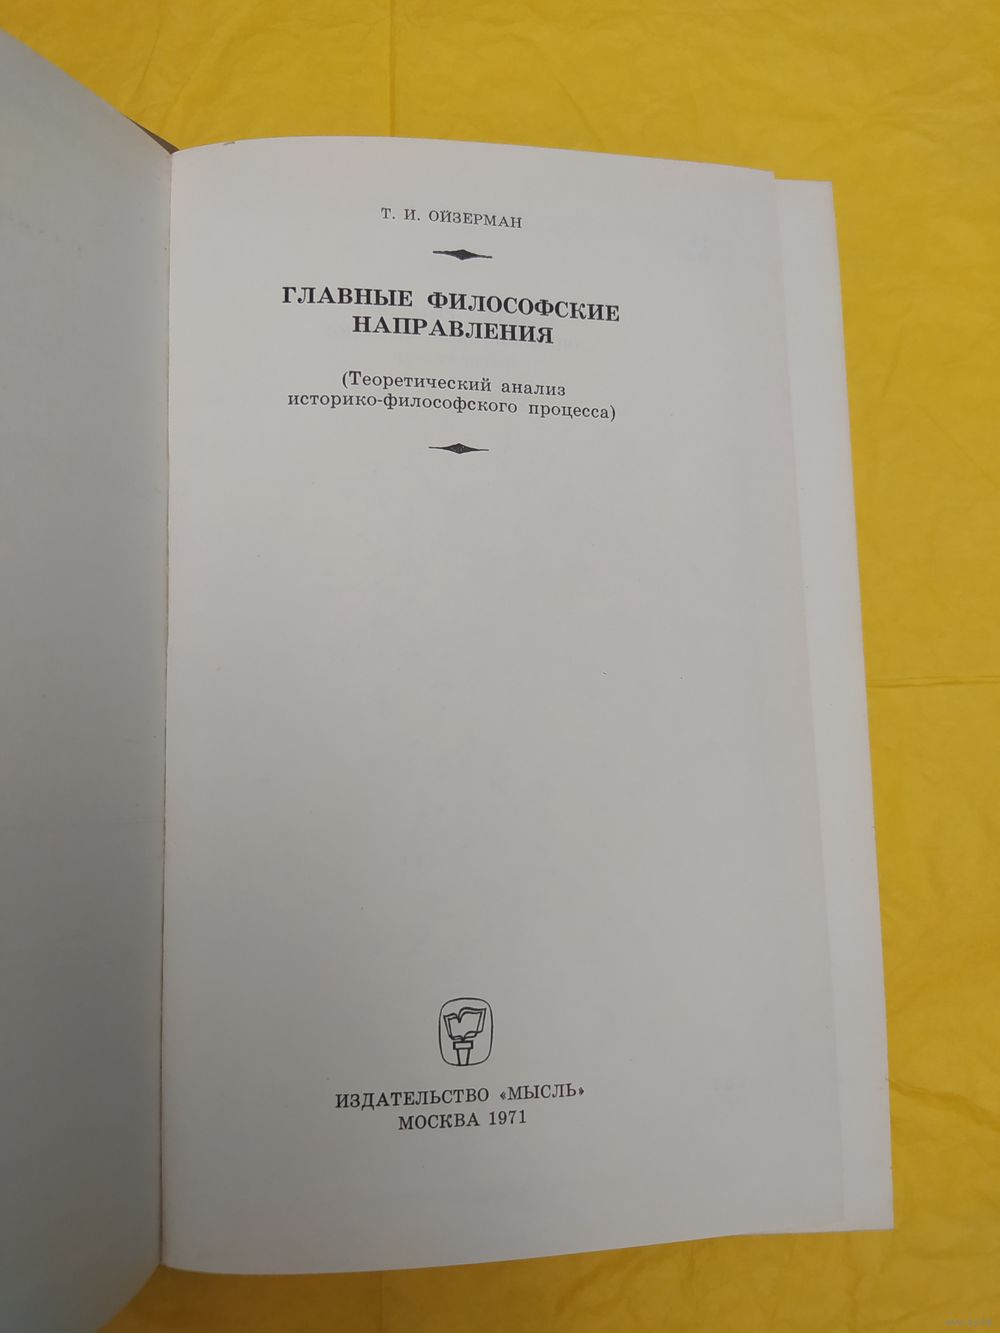 Т. И. ОЙЗЕРМАН
ГЛАВНЫЕ ФИЛОСОФСКИЕ
НАПРАВЛЕНИЯ
(Теоретический анализ
историко-философского процесса)
ИЗДАТЕЛЬСТВО «МЫСЛЬ»
МОСКВА 1971